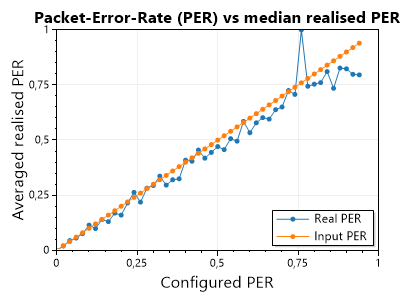 Packet-Error-Rate (PER) vs median realised PER
Averaged realised PER
1
0,75
0,5
0,25
0
0
0,25
0,5
0,75
1
Real PER
Input PER
Configured PER